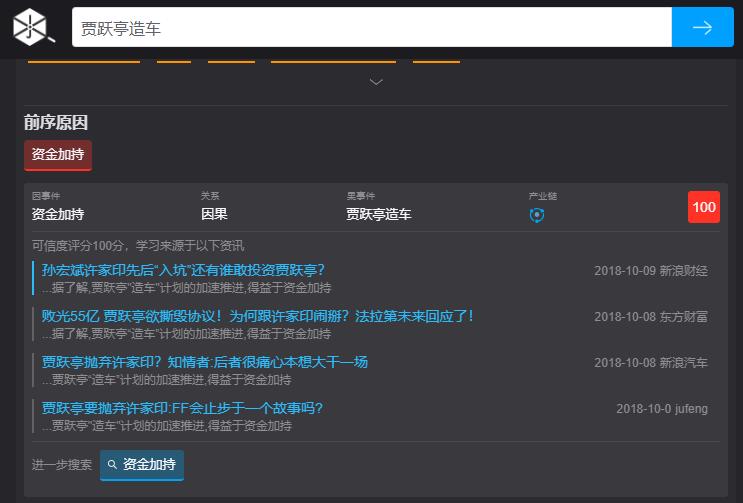 贾跃亭造车
前序原因
资金加持
因事件 关系 果事件 产业链
资金加持 因果 贾跃亭造车 100
可信度评分100分，学习来源于以下资讯
孙宏斌许家印先后“入坑”还有谁敢投资贾跃亭？ 2018-10-09 新浪财经
...据了解,贾跃亭“造车”计划的加速推进,得益于资金加持
败光55亿 贾跃亭欲撕毁协议！为何跟许家印闹掰？法拉第未来回应了！ 2018-10-08 东方财富
...据了解,贾跃亭“造车”计划的加速推进,得益于资金加持
贾跃亭抛弃许家印？知情者:后者很痛心本想大干一场 2018-10-08 新浪汽车
...贾跃亭“造车”计划的加速推进,得益于资金加持
贾跃亭要抛弃许家印:FF会止步于一个故事吗? 2018-10-0 jufeng
...贾跃亭"造车"计划的加速推进,得益于资金加持
进一步搜索 资金加持